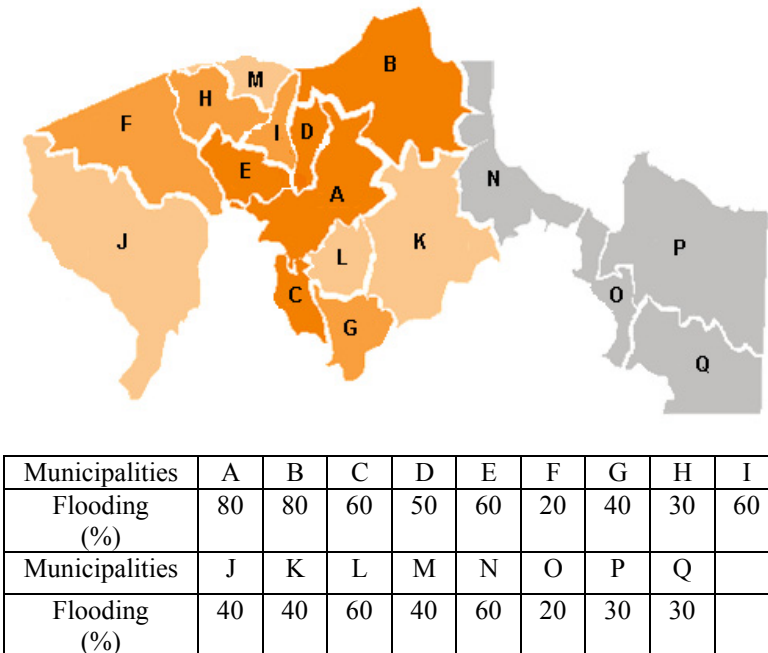 B
M
H
F
I
D
E
N
A
J
K
P
L
C
O
G
Q
Municipalities A B C D E F G H I
Flooding 80 80 60 50 60 20 40 30 60
(%)
Municipalities J K L M N O P Q
Flooding 40 40 60 40 60 20 30 30
(%)